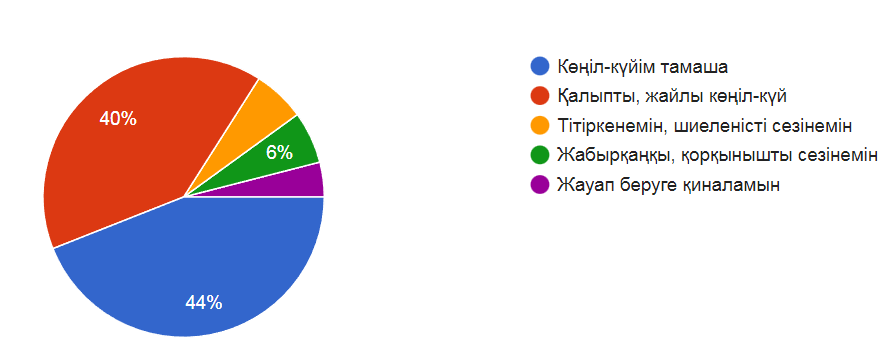 40%
6%
44%
Көңіл-күйім тамаша
Қалыпты, жайлы көңіл-күй
Тітіркенемін, шиеленісті сезінемін
Жабырқаңқы, қорқынышты сезінемін
Жауап беруге қиналамын